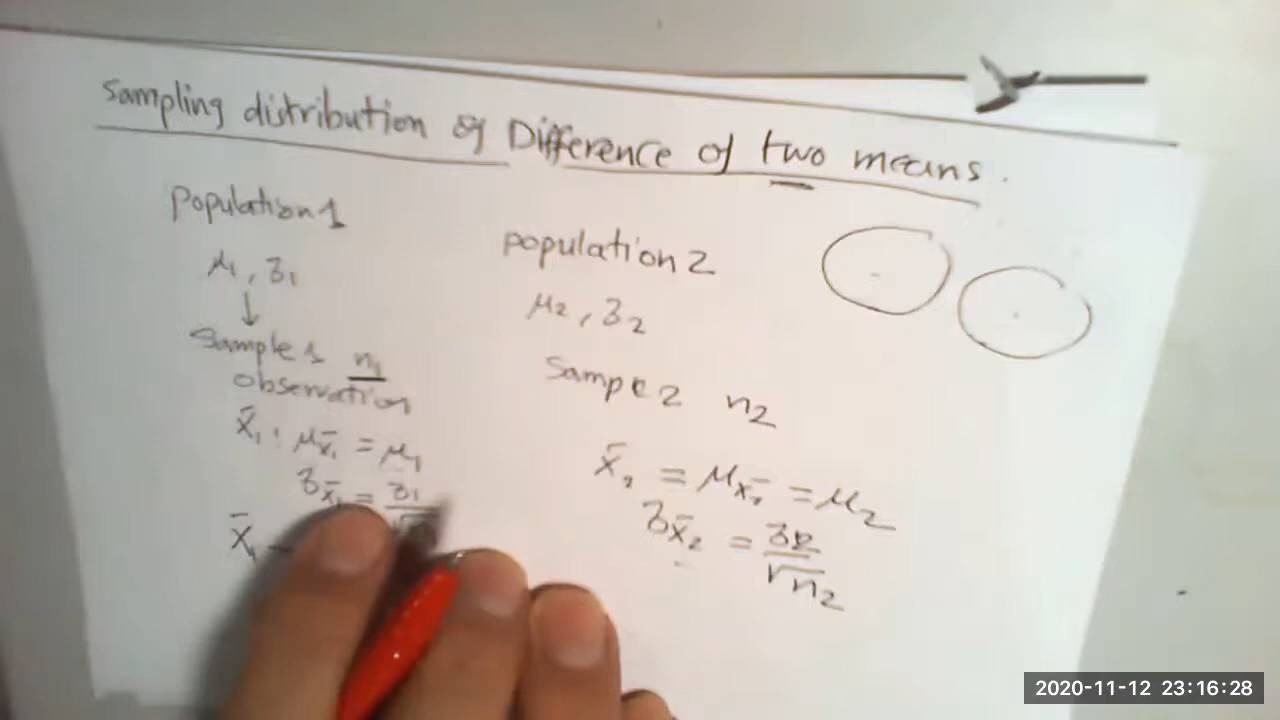 Sampling distribution of Difference of two means.
Population 1
μ₁, σ₁
Sample 1 n₁
observation
x̄₁ : μx̄₁ = μ₁
σx̄₁ = σ₁
x̄₁ -
population 2
μ₂, σ₂
Sampe 2 n₂
x̄₂ = μx̄₂ = μ₂
σx̄₂ = σ₂/√n₂
2020-11-12 23:16:28